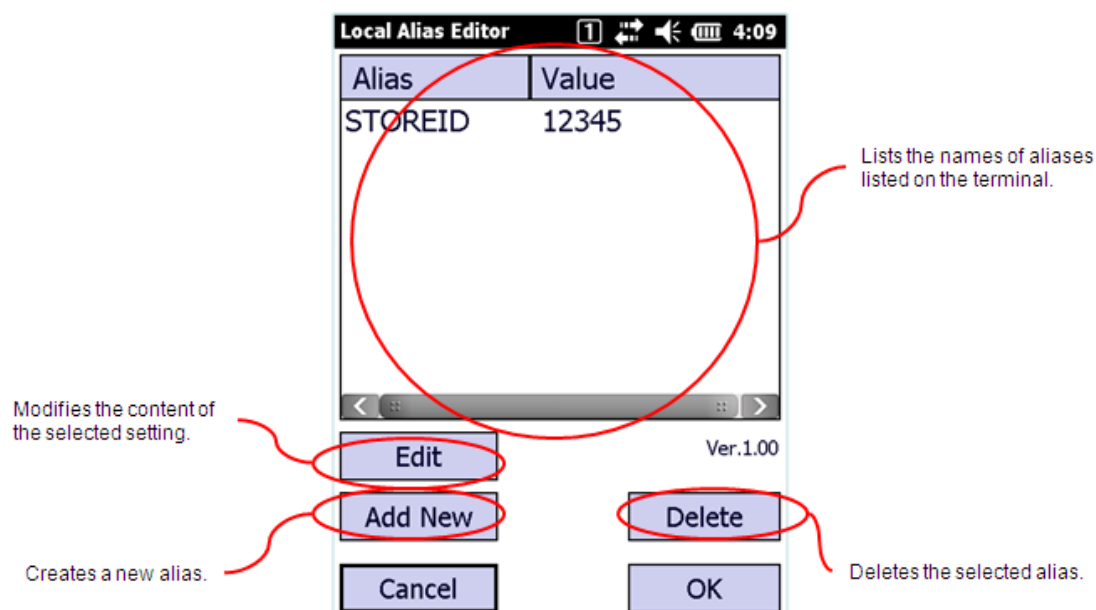 Local Alias Editor 1 4:09
Alias Value
STOREID 12345
Lists the names of aliases
listed on the terminal.
Modifies the content of
the selected setting.
Edit
Ver.1.00
Add New
Delete
Creates a new alias.
Deletes the selected alias.
Cancel
OK